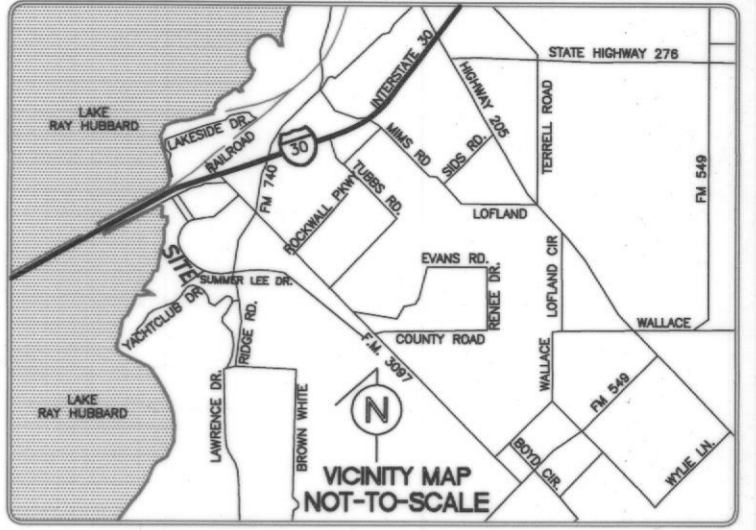 STATE HIGHWAY 276
INTERSTATE 30
HIGHWAY 205
TERRELL ROAD
FM 549
LAKE
RAY HUBBARD
LAKESIDE DR.
RAILROAD
30
FM 740
MIMS RD
SIDS RD.
TUBBS RD.
ROCKWALL PKWY
LOFLAND
SITE
SUMMER LEE DR.
EVANS RD.
RENEE DR.
LOFLAND CIR
YACHTCLUB DR
RIDGE RD.
F.M. 3097
COUNTY ROAD
WALLACE
WALLACE
LAKE
RAY HUBBARD
LAWRENCE DR.
BROWN WHITE
N
FM 549
BOYD CIR.
WYLIE LN.
VICINITY MAP
NOT-TO-SCALE